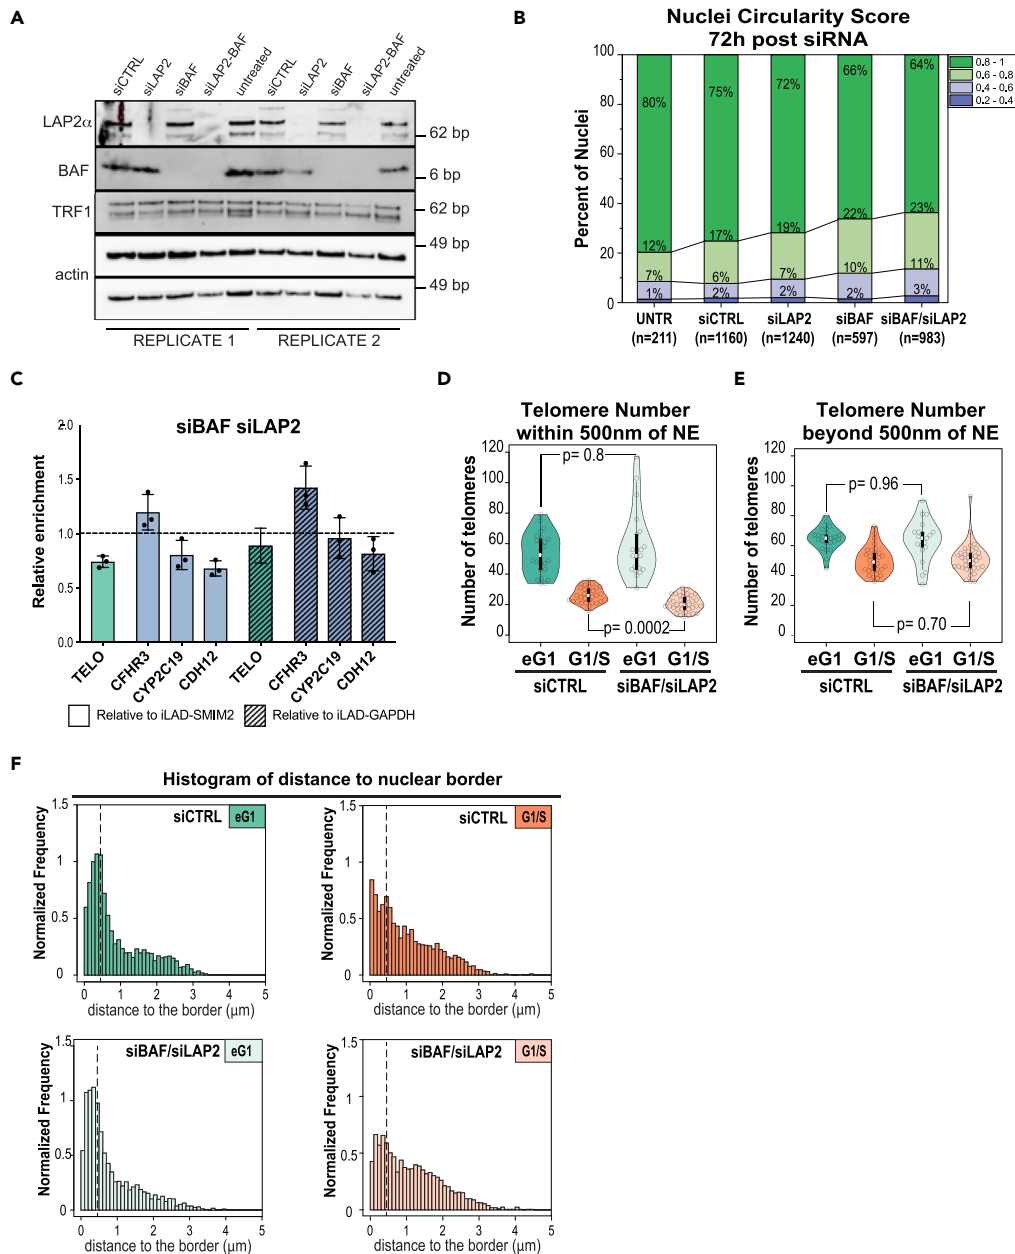 A
siCTRL siLAP2 siBAF siLAP2-BAF untreated siCTRL siLAP2 siBAF siLAP2-BAF untreated
LAP2α
62 bp
BAF
6 bp
TRF1
62 bp
49 bp
actin
49 bp
REPLICATE 1 REPLICATE 2
B
Nuclei Circularity Score
72h post siRNA
Percent of Nuclei
100
80
60
40
20
0
80% 75% 72% 66% 64%
12% 17% 19% 22% 23%
7% 6% 7% 10% 11%
1% 2% 2% 2% 3%
0.8 - 1
0.6 - 0.8
0.4 - 0.6
0.2 - 0.4
UNTR siCTRL siLAP2 siBAF siBAF/siLAP2
(n=211) (n=1160) (n=1240) (n=597) (n=983)
C
siBAF siLAP2
Relative enrichment
2.0
1.5
1.0
0.5
0.0
TELO CFHR3 CYP2C19 CDH12 TELO CFHR3 CYP2C19 CDH12
Relative to iLAD-SMIM2 Relative to iLAD-GAPDH
D
Telomere Number
within 500nm of NE
Number of telomeres
120
100
80
60
40
20
0
p= 0.8
p= 0.0002
eG1 G1/S eG1 G1/S
siCTRL siBAF/siLAP2
E
Telomere Number
beyond 500nm of NE
Number of telomeres
120
100
80
60
40
20
0
p= 0.96
p= 0.70
eG1 G1/S eG1 G1/S
siCTRL siBAF/siLAP2
F
Histogram of distance to nuclear border
siCTRL eG1
Normalized Frequency
1.5
1
0.5
0
0 1 2 3 4 5
distance to the border (µm)
siCTRL G1/S
Normalized Frequency
1.5
1
0.5
0
0 1 2 3 4 5
distance to the border (µm)
siBAF/siLAP2 eG1
Normalized Frequency
1.5
1
0.5
0
0 1 2 3 4 5
distance to the border (µm)
siBAF/siLAP2 G1/S
Normalized Frequency
1.5
1
0.5
0
0 1 2 3 4 5
distance to the border (µm)